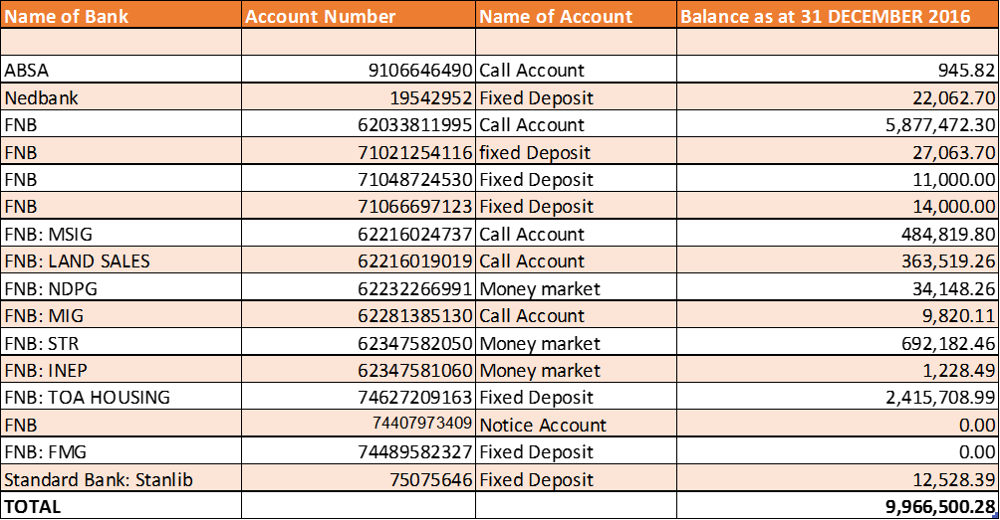 Name of Bank Account Number Name of Account Balance as at 31 DECEMBER 2016
ABSA 9106646490 Call Account 945.82
Nedbank 19542952 Fixed Deposit 22,062.70
FNB 62033811995 Call Account 5,877,472.30
FNB 71021254116 fixed Deposit 27,063.70
FNB 71048724530 Fixed Deposit 11,000.00
FNB 71066697123 Fixed Deposit 14,000.00
FNB: MSIG 62216024737 Call Account 484,819.80
FNB: LAND SALES 62216019019 Call Account 363,519.26
FNB: NDPG 62232266991 Money market 34,148.26
FNB: MIG 62281385130 Call Account 9,820.11
FNB: STR 62347582050 Money market 692,182.46
FNB: INEP 62347581060 Money market 1,228.49
FNB: TOA HOUSING 74627209163 Fixed Deposit 2,415,708.99
FNB 74407973409 Notice Account 0.00
FNB: FMG 74489582327 Fixed Deposit 0.00
Standard Bank: Stanlib 75075646 Fixed Deposit 12,528.39
TOTAL 9,966,500.28